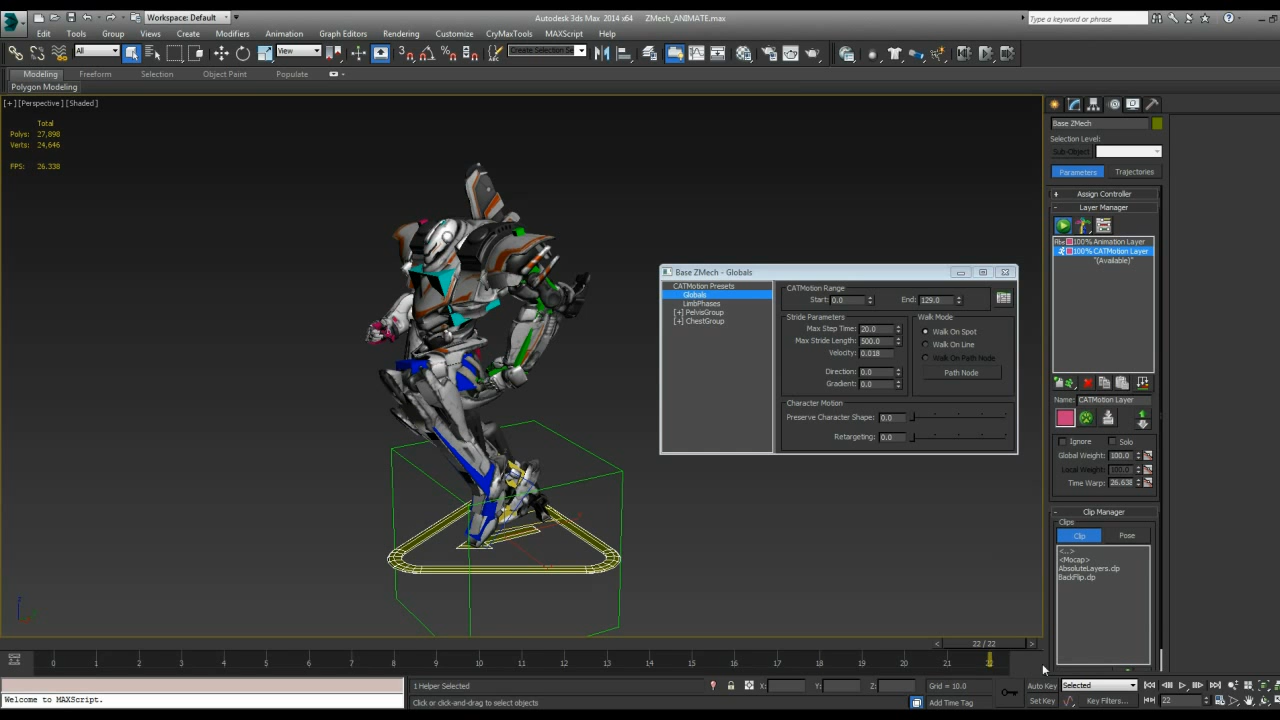 Workspace: Default
Autodesk 3ds Max 2014 x64 ZMech_ANIMATE.max
Type a keyword or phrase
Edit Tools Group Views Create Modifiers Animation Graph Editors Rendering Customize CryMaxTools MAXScript Help
All View Create Selection Se
Modeling Freeform Selection Object Paint Populate
Polygon Modeling
[+] [Perspective] [Shaded]
Total
Polys: 27,898
Verts: 24,646
FPS: 26.338
Base ZMech
Selection Level:
Sub-Object
Parameters Trajectories
+ Assign Controller
- Layer Manager
Abs 100% Animation Layer
100% CATMotion Layer
"(Available)"
Name: CATMotion Layer
Ignore Solo
Global Weight: 100.0
Local Weight: 100.0
Time Warp: 26.638
- Clip Manager
Clips
Clip Pose
<..>
<Mocap>
AbsoluteLayers.clp
BackFlip.clp
Base ZMech - Globals
CATMotion Presets
Globals
LimbPhases
[+] PelvisGroup
[+] ChestGroup
CATMotion Range
Start: 0.0 End: 129.0
Stride Parameters
Max Step Time: 20.0
Max Stride Length: 500.0
Velocity: 0.018
Direction: 0.0
Gradient: 0.0
Walk Mode
Walk On Spot
Walk On Line
Walk On Path Node
Path Node
Character Motion
Preserve Character Shape: 0.0
Retargeting: 0.0
< 22 / 22 >
0 1 2 3 4 5 6 7 8 9 10 11 12 13 14 15 16 17 18 19 20 21 22
Welcome to MAXScript.
1 Helper Selected
Click or click-and-drag to select objects
X: Y: Z: Grid = 10.0
Add Time Tag
Auto Key Selected
Set Key Key Filters... 22